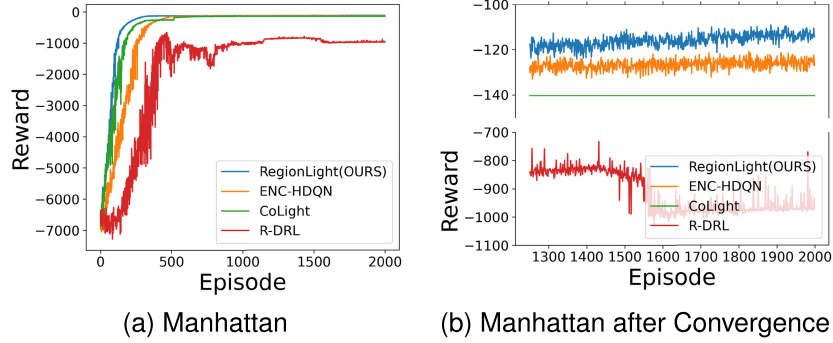 0
−1000
−2000
−3000
−4000
−5000
−6000
−7000
Reward
RegionLight(OURS)
ENC-HDQN
CoLight
R-DRL
0 500 1000 1500 2000
Episode
(a) Manhattan
−100
−120
−140
−700
−800
−900
−1000
−1100
Reward
Reward
RegionLight(OURS)
ENC-HDQN
CoLight
R-DRL
1300 1400 1500 1600 1700 1800 1900 2000
Episode
(b) Manhattan after Convergence